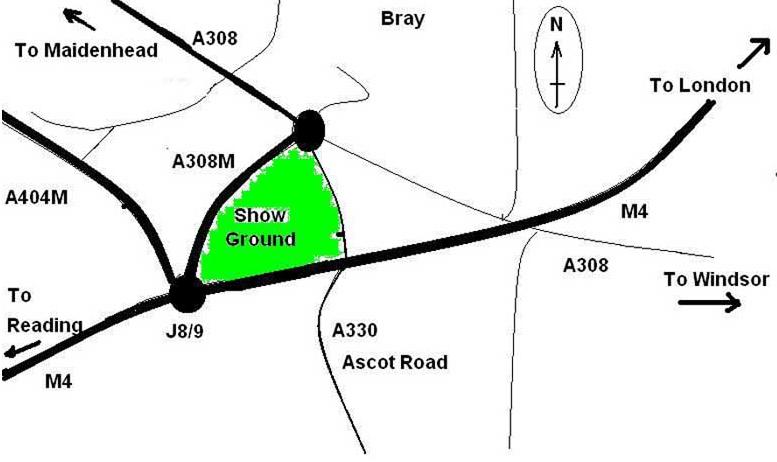 Bray
N
A308
To Maidenhead
To London
A308M
A404M
Show
Ground
M4
A308
To Windsor
To
Reading
J8/9
A330
Ascot Road
M4